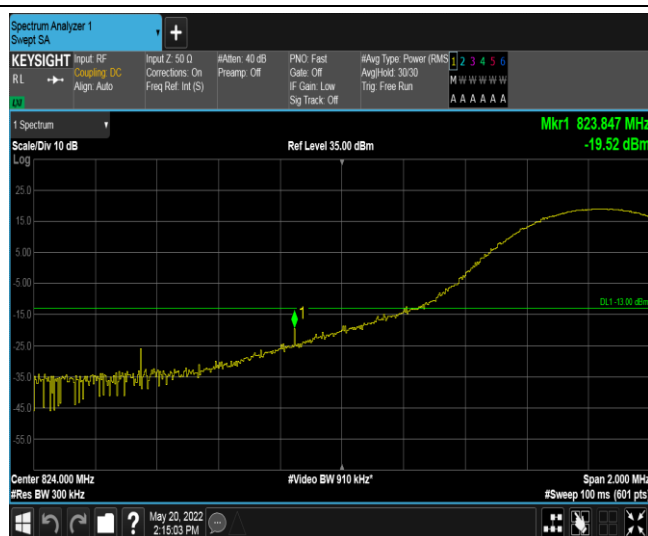 Spectrum Analyzer 1
Swept SA
+
KEYSIGHT
RL
LNI
Input: RF
Coupling: DC
Align: Auto
Input Z: 50 Ω
Corrections: On
Freq Ref: Int (S)
#Atten: 40 dB
Preamp: Off
PNO: Fast
Gate: Off
IF Gain: Low
Sig Track: Off
#Avg Type: Power (RMS
Avg|Hold: 30/30
Trig: Free Run
1 2 3 4 5 6
M W W W W W
A A A A A A
1 Spectrum
Mkr1 823.847 MHz
Scale/Div 10 dB
Ref Level 35.00 dBm
-19.52 dBm
Log
25.0
15.0
5.00
-5.00
DL1 -13.00 dBm
1
-15.0
-25.0
-35.0
-45.0
-55.0
Center 824.000 MHz
#Video BW 910 kHz*
Span 2.000 MHz
#Res BW 300 kHz
#Sweep 100 ms (601 pts)
?
May 20, 2022
2:15:03 PM